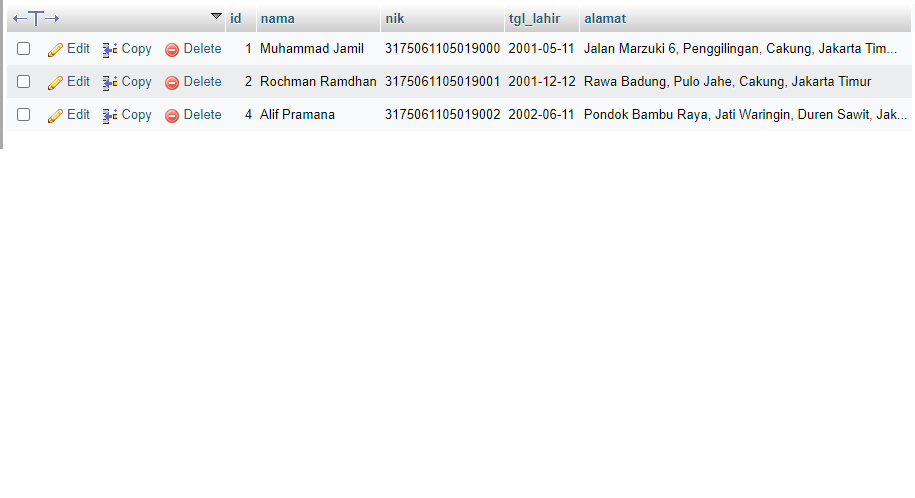 id nama nik tgl_lahir alamat
Edit Copy Delete 1 Muhammad Jamil 3175061105019000 2001-05-11 Jalan Marzuki 6, Penggilingan, Cakung, Jakarta Tim...
Edit Copy Delete 2 Rochman Ramdhan 3175061105019001 2001-12-12 Rawa Badung, Pulo Jahe, Cakung, Jakarta Timur
Edit Copy Delete 4 Alif Pramana 3175061105019002 2002-06-11 Pondok Bambu Raya, Jati Waringin, Duren Sawit, Jak...